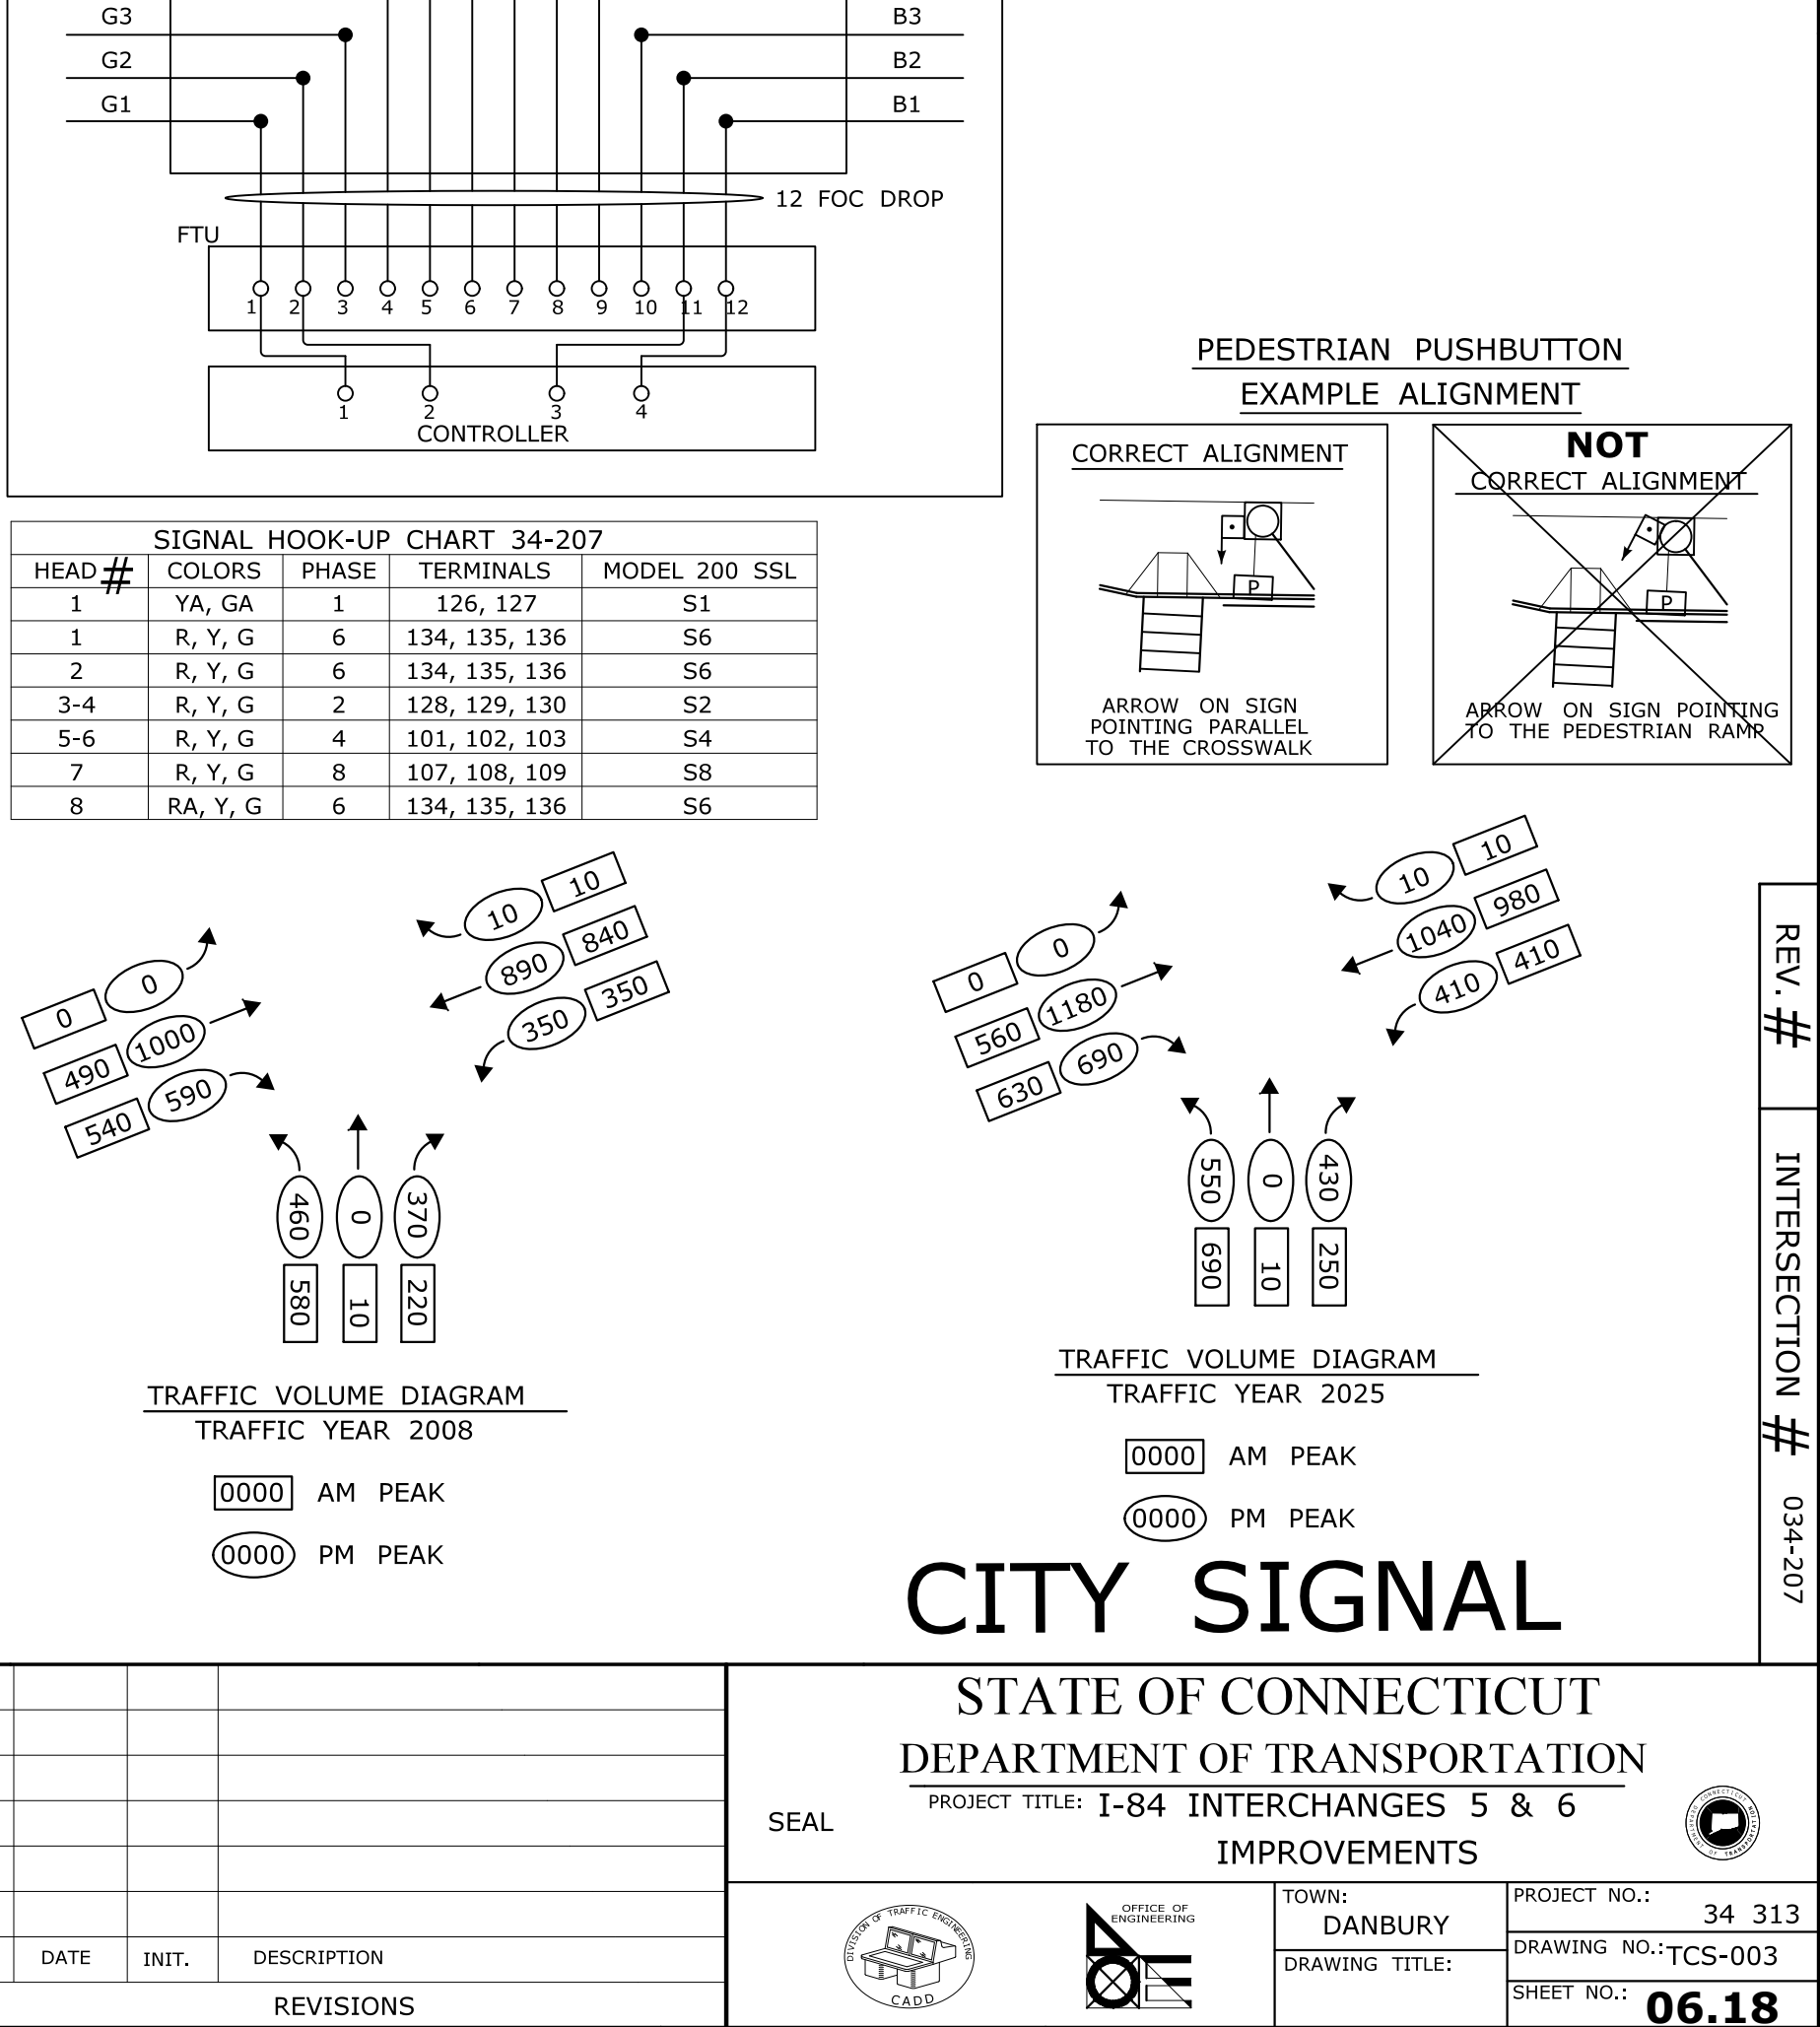 G3
B3
G2
B2
G1
B1
12 FOC DROP
FTU
1 2 3 4 5 6 7 8 9 10 11 12
1 2 3 4
CONTROLLER
PEDESTRIAN PUSHBUTTON
EXAMPLE ALIGNMENT
CORRECT ALIGNMENT
P
ARROW ON SIGN
POINTING PARALLEL
TO THE CROSSWALK
NOT
CORRECT ALIGNMENT
P
ARROW ON SIGN POINTING
TO THE PEDESTRIAN RAMP
SIGNAL HOOK-UP CHART 34-207
HEAD # COLORS PHASE TERMINALS MODEL 200 SSL
1 YA, GA 1 126, 127 S1
1 R, Y, G 6 134, 135, 136 S6
2 R, Y, G 6 134, 135, 136 S6
3-4 R, Y, G 2 128, 129, 130 S2
5-6 R, Y, G 4 101, 102, 103 S4
7 R, Y, G 8 107, 108, 109 S8
8 RA, Y, G 6 134, 135, 136 S6
0 0
490 1000
540 590
10 10
890 840
350 350
460 0 370
580 10 220
TRAFFIC VOLUME DIAGRAM
TRAFFIC YEAR 2008
0000 AM PEAK
0000 PM PEAK
0 0
560 1180
630 690
10 10
1040 980
410 410
550 0 430
690 10 250
TRAFFIC VOLUME DIAGRAM
TRAFFIC YEAR 2025
0000 AM PEAK
0000 PM PEAK
CITY SIGNAL
REV. #
INTERSECTION # 034-207
DATE INIT. DESCRIPTION
REVISIONS
SEAL
STATE OF CONNECTICUT
DEPARTMENT OF TRANSPORTATION
PROJECT TITLE: I-84 INTERCHANGES 5 & 6
IMPROVEMENTS
CONNECTICUT
DEPARTMENT OF TRANSPORTATION
DIVISION OF TRAFFIC ENGINEERING
CADD
OFFICE OF
ENGINEERING
TOWN:
DANBURY
DRAWING TITLE:
PROJECT NO.:
34 313
DRAWING NO.: TCS-003
SHEET NO.: 06.18